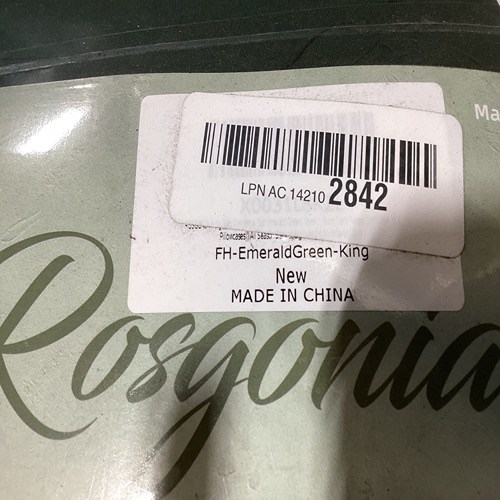 Ma
LPN AC 14210 2842
FH-EmeraldGreen-King
New
MADE IN CHINA
Rosgonia